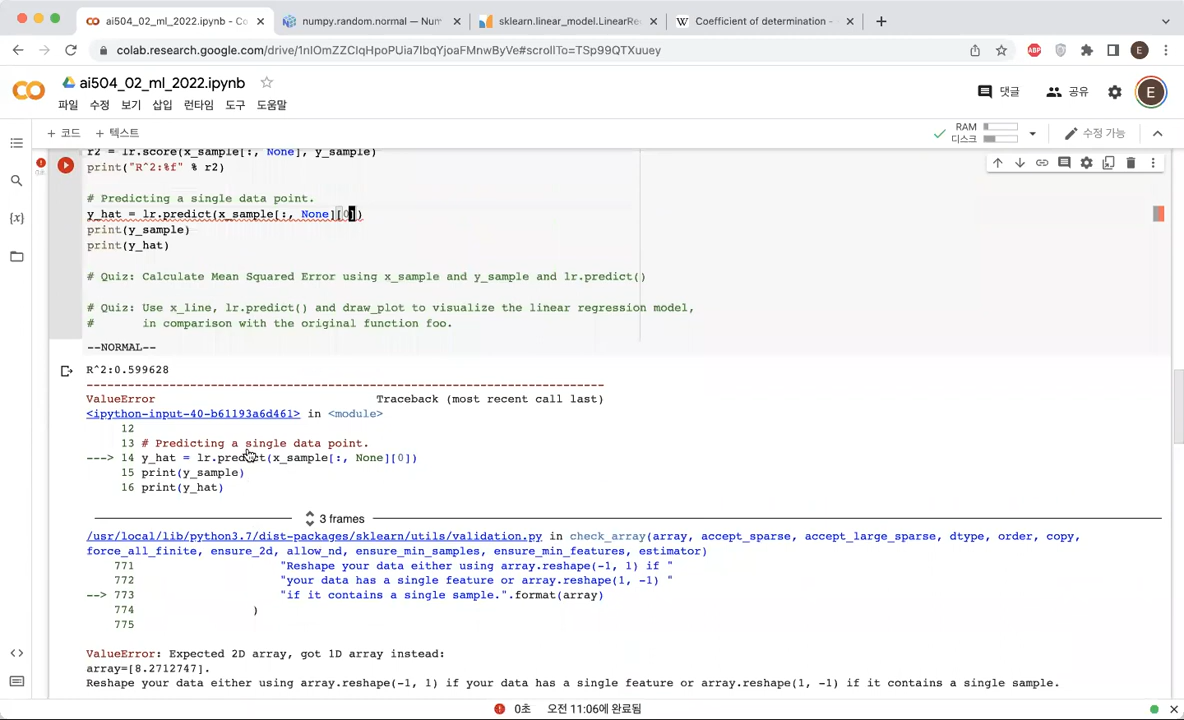 ai504_02_ml_2022.ipynb - Co
numpy.random.normal — Num
sklearn.linear_model.LinearRe
W Coefficient of determination -
colab.research.google.com/drive/1nIOmZZCIqHpoPUia7IbqYjoaFMnwByVe#scrollTo=TSp99QTXuuey
ABP
E
ai504_02_ml_2022.ipynb
댓글
공유
E
파일 수정 보기 삽입 런타임 도구 도움말
+ 코드 + 텍스트
RAM
디스크
수정 가능
r2 = lr.score(x_sample[:, None], y_sample)
print("R^2:%f" % r2)
# Predicting a single data point.
y_hat = lr.predict(x_sample[:, None][0])
print(y_sample)
print(y_hat)
# Quiz: Calculate Mean Squared Error using x_sample and y_sample and lr.predict()
# Quiz: Use x_line, lr.predict() and draw_plot to visualize the linear regression model,
# in comparison with the original function foo.
--NORMAL--
R^2:0.599628
---------------------------------------------------------------------------
ValueError Traceback (most recent call last)
<ipython-input-40-b61193a6d461> in <module>
12
13 # Predicting a single data point.
---> 14 y_hat = lr.predict(x_sample[:, None][0])
15 print(y_sample)
16 print(y_hat)
3 frames
/usr/local/lib/python3.7/dist-packages/sklearn/utils/validation.py in check_array(array, accept_sparse, accept_large_sparse, dtype, order, copy,
force_all_finite, ensure_2d, allow_nd, ensure_min_samples, ensure_min_features, estimator)
771 "Reshape your data either using array.reshape(-1, 1) if "
772 "your data has a single feature or array.reshape(1, -1) "
--> 773 "if it contains a single sample.".format(array)
774 )
775
ValueError: Expected 2D array, got 1D array instead:
array=[8.2712747].
Reshape your data either using array.reshape(-1, 1) if your data has a single feature or array.reshape(1, -1) if it contains a single sample.
0초 오전 11:06에 완료됨